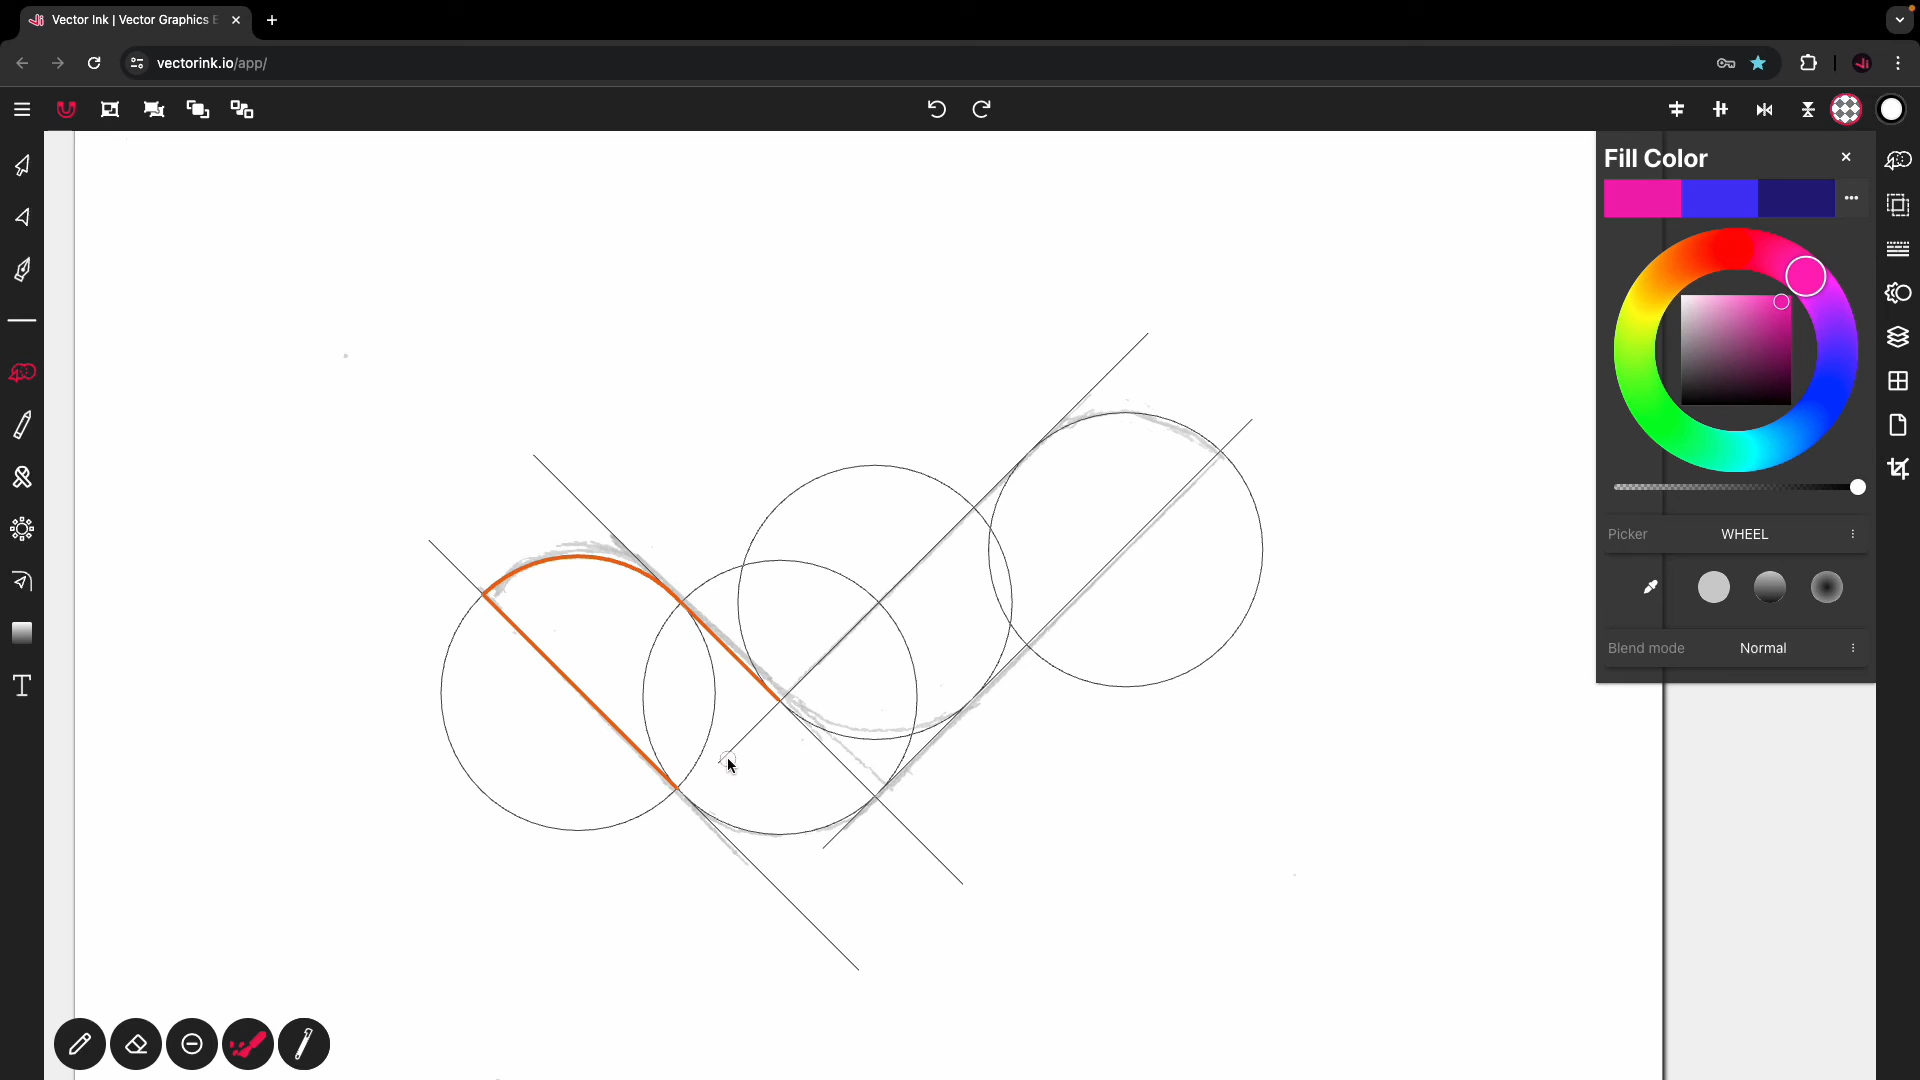 Vector Ink | Vector Graphics E
vectorink.io/app/
Fill Color
Picker
WHEEL
Blend mode
Normal